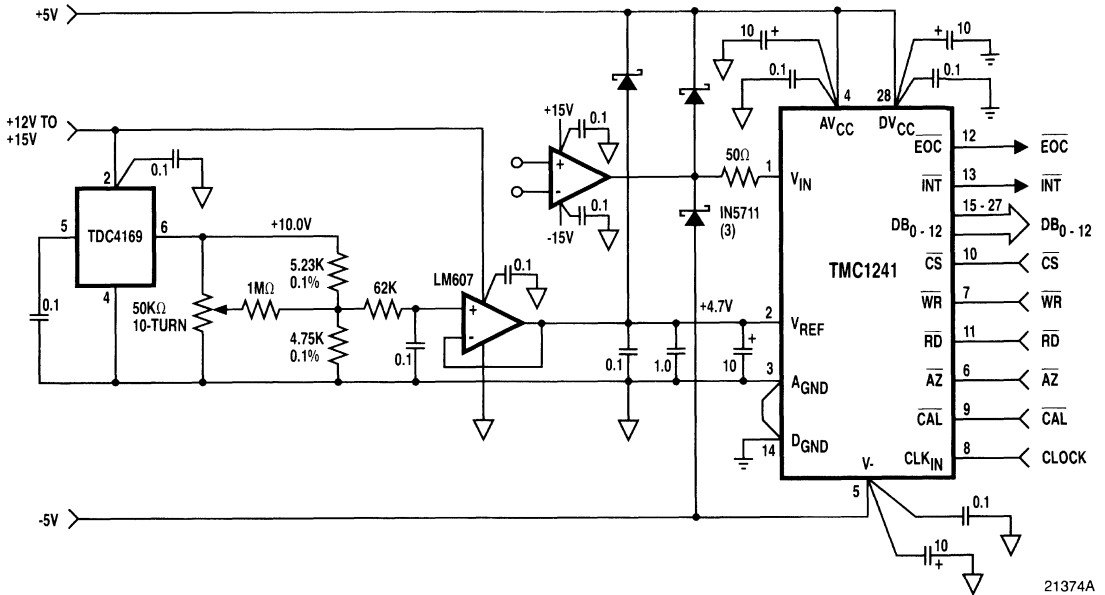 +5V
10 +
+ 10
0.1
0.1
4
28
+12V TO
+15V
+15V
0.1
AVCC
DVCC
EOC
12
EOC
2
0.1
+
-
50Ω
1
VIN
INT
13
INT
15 - 27
DB0 - 12
DB0 - 12
5
TDC4169
6
+10.0V
0.1
-15V
IN5711
(3)
TMC1241
CS
10
CS
4
5.23K
0.1%
LM607
0.1
0.1
50KΩ
10-TURN
1MΩ
62K
+
-
+4.7V
2
VREF
WR
7
WR
4.75K
0.1%
0.1
0.1
1.0
10
+
3
AGND
RD
11
RD
AZ
6
AZ
CAL
9
CAL
14
DGND
CLKIN
8
CLOCK
V-
5
-5V
0.1
10
+
21374A